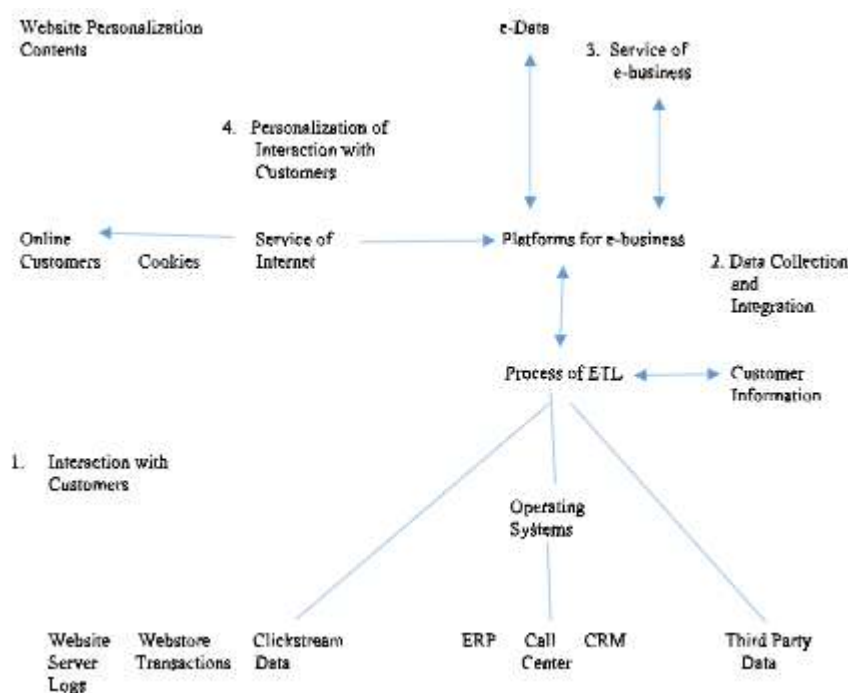 Website Personalization
Contents
e-Data
3. Service of
e-business
4. Personalization of
Interaction with
Customers
Online
Customers
Cookies
Service of
Internet
Platforms for e-business
2. Data Collection
and
Integration
Process of ETL
Customer
Information
1. Interaction with
Customers
Operating
Systems
Website
Server
Logs
Webstore
Transactions
Clickstream
Data
ERP
Call
Center
CRM
Third Party
Data